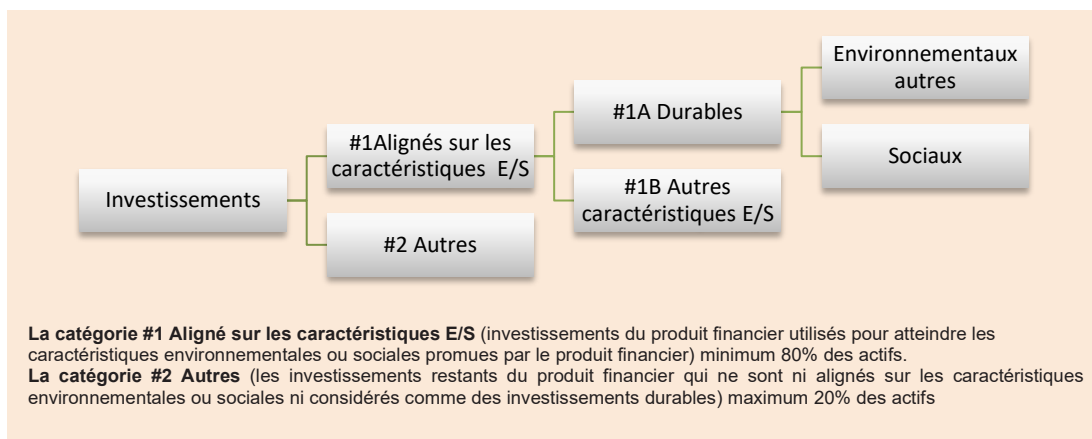 Environnementaux
autres
#1A Durables
#1Alignés sur les
caractéristiques E/S
Sociaux
Investissements
#1B Autres
caractéristiques E/S
#2 Autres
La catégorie #1 Aligné sur les caractéristiques E/S (investissements du produit financier utilisés pour atteindre les
caractéristiques environnementales ou sociales promues par le produit financier) minimum 80% des actifs.
La catégorie #2 Autres (les investissements restants du produit financier qui ne sont ni alignés sur les caractéristiques
environnementales ou sociales ni considérés comme des investissements durables) maximum 20% des actifs